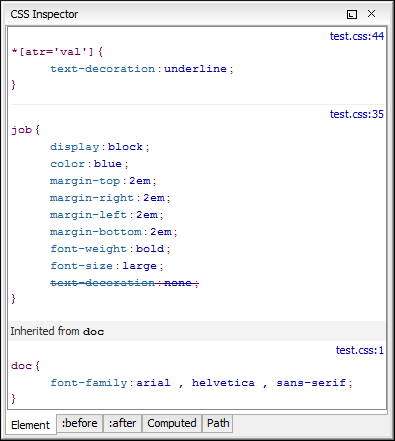 CSS Inspector
test.css:44
*[atr='val'] {
text-decoration:underline;
}
test.css:35
job{
display:block;
color:blue;
margin-top:2em;
margin-right:2em;
margin-left:2em;
margin-bottom:2em;
font-weight:bold;
font-size:large;
text-decoration:none;
}
Inherited from doc
test.css:1
doc{
font-family:arial , helvetica , sans-serif;
}
Element :before :after Computed Path